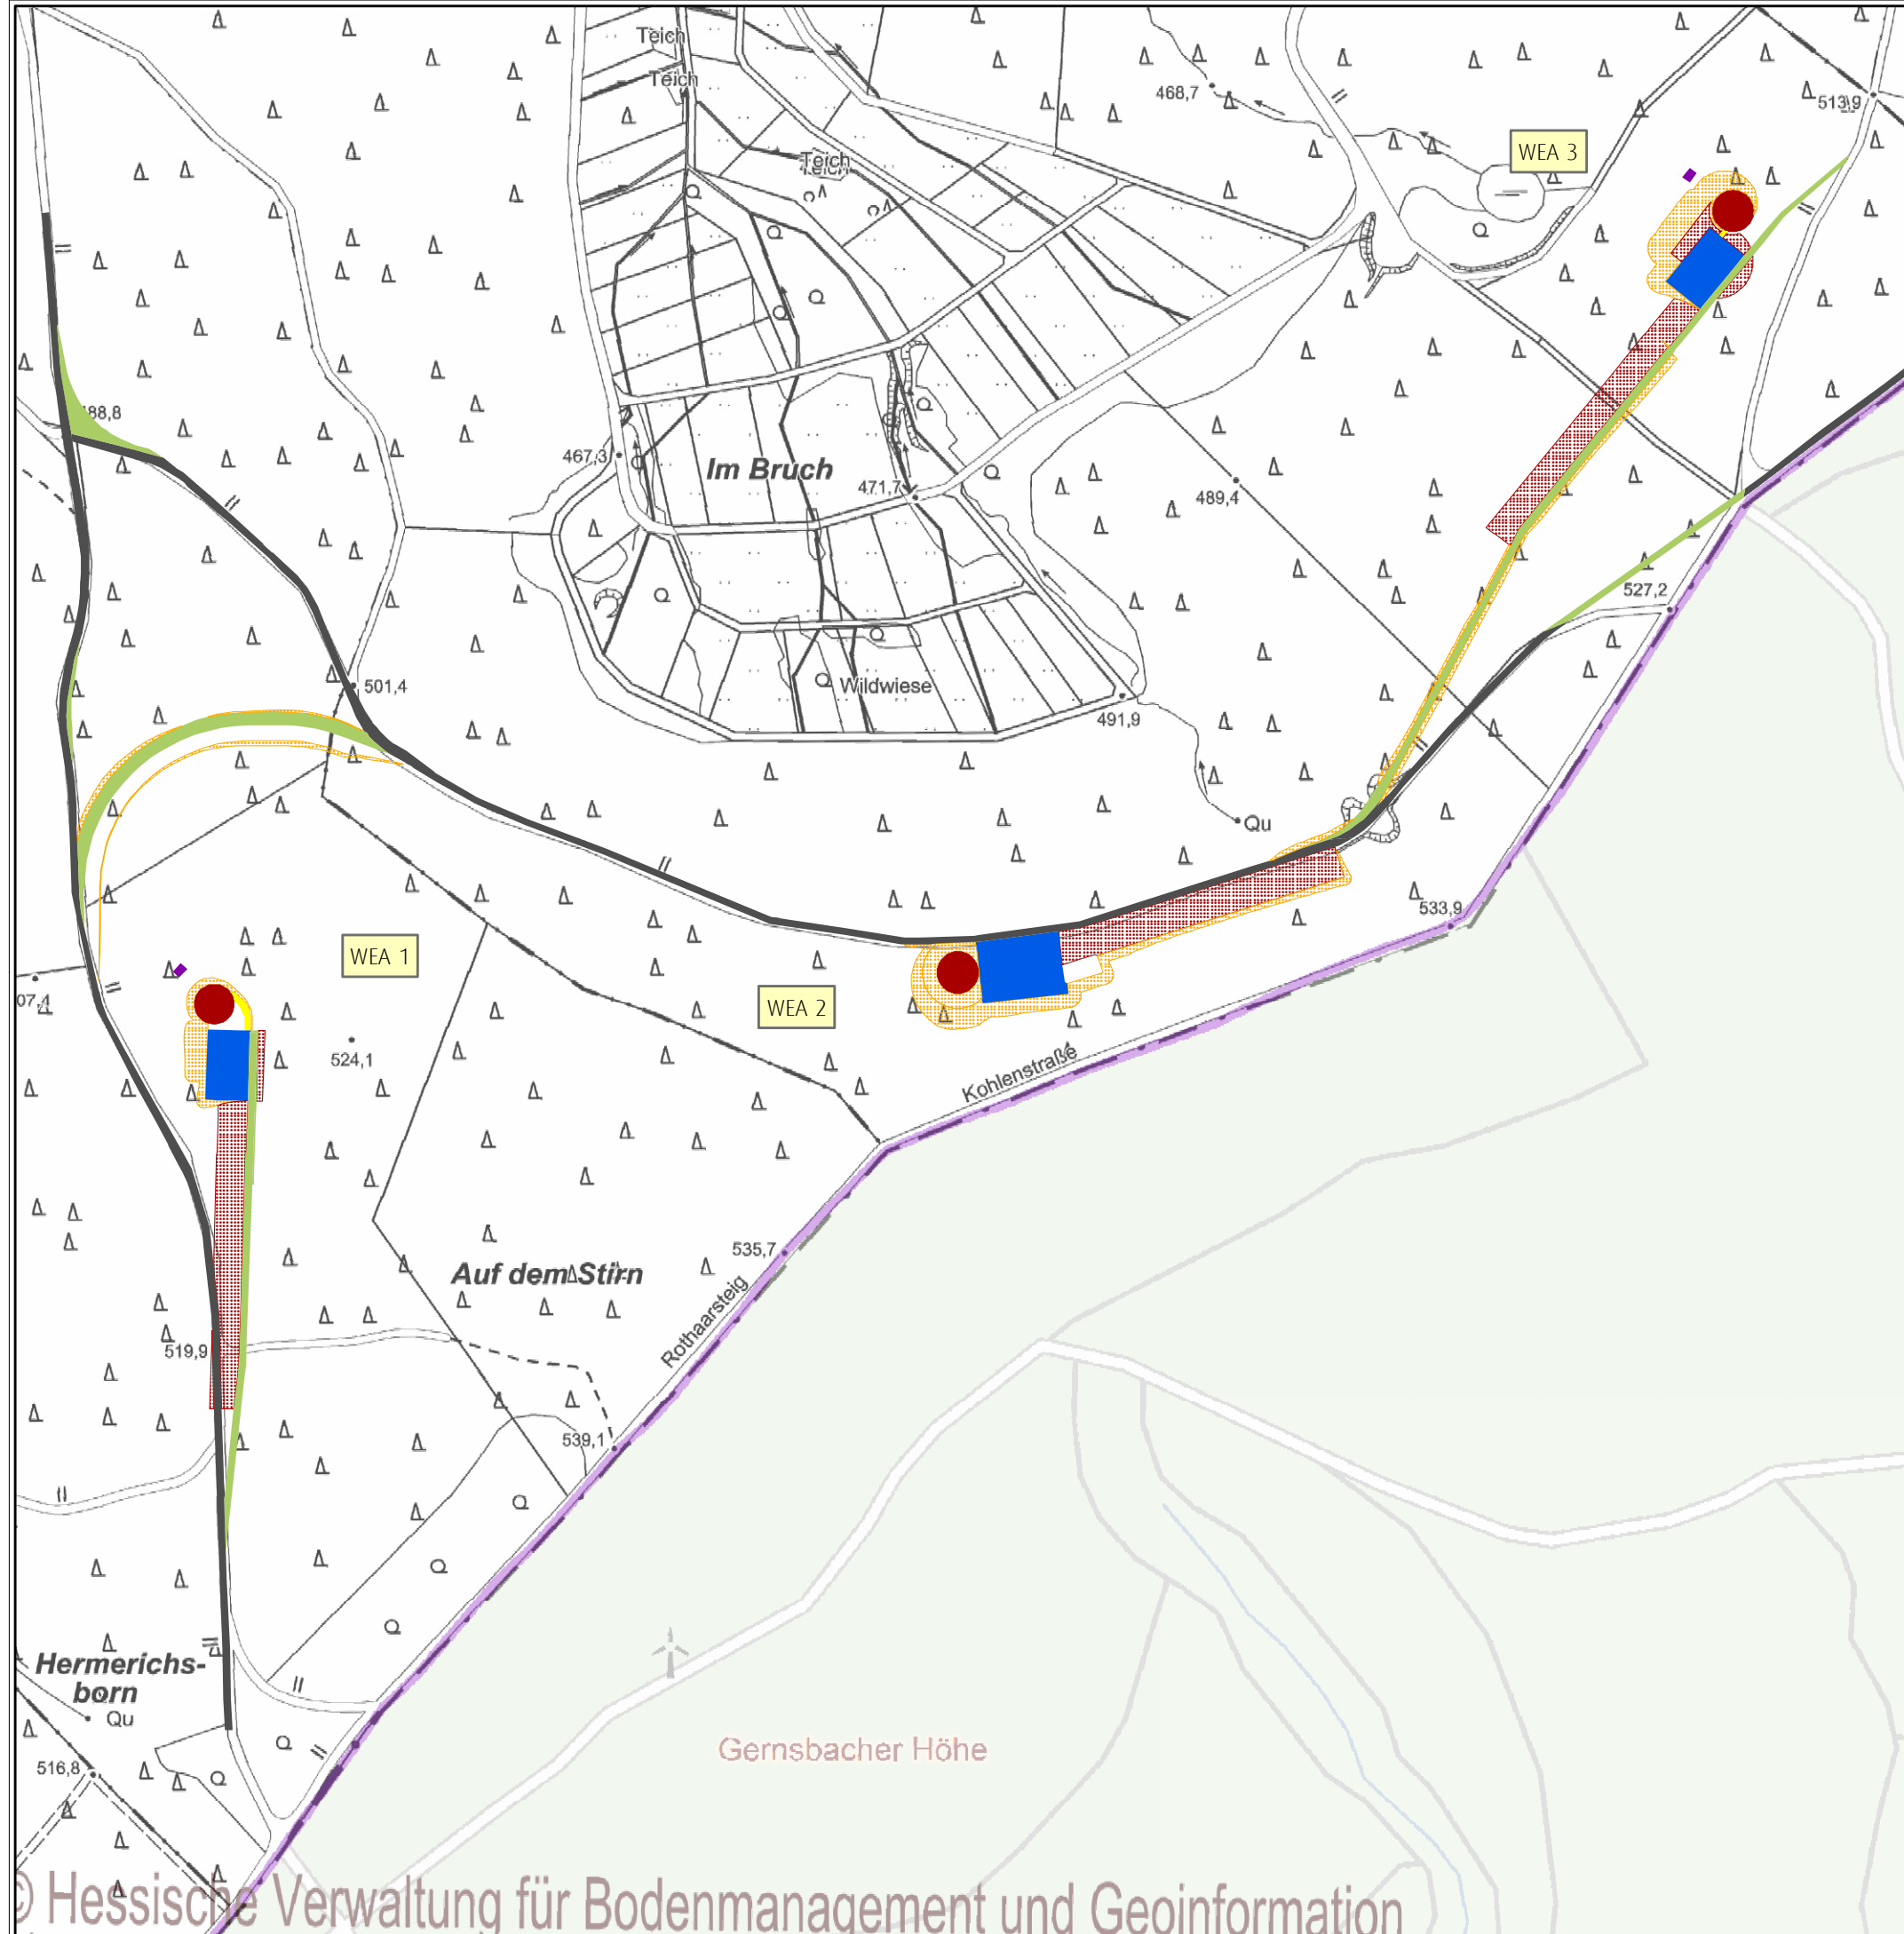 Teich
Teich
468,7
513,9
WEA 3
Teich
Teich
467,3
Im Bruch
471,7
489,4
527,2
501,4
Wildwiese
491,9
Qu
533,9
WEA 1
WEA 2
07,4
524,1
Kohlenstraße
535,7
Auf dem Stirn
Rothaarsteig
519,9
539,1
Hermerichs-
born
Qu
516,8
Gernsbacher Höhe
© Hessische Verwaltung für Bodenmanagement und Geoinformation